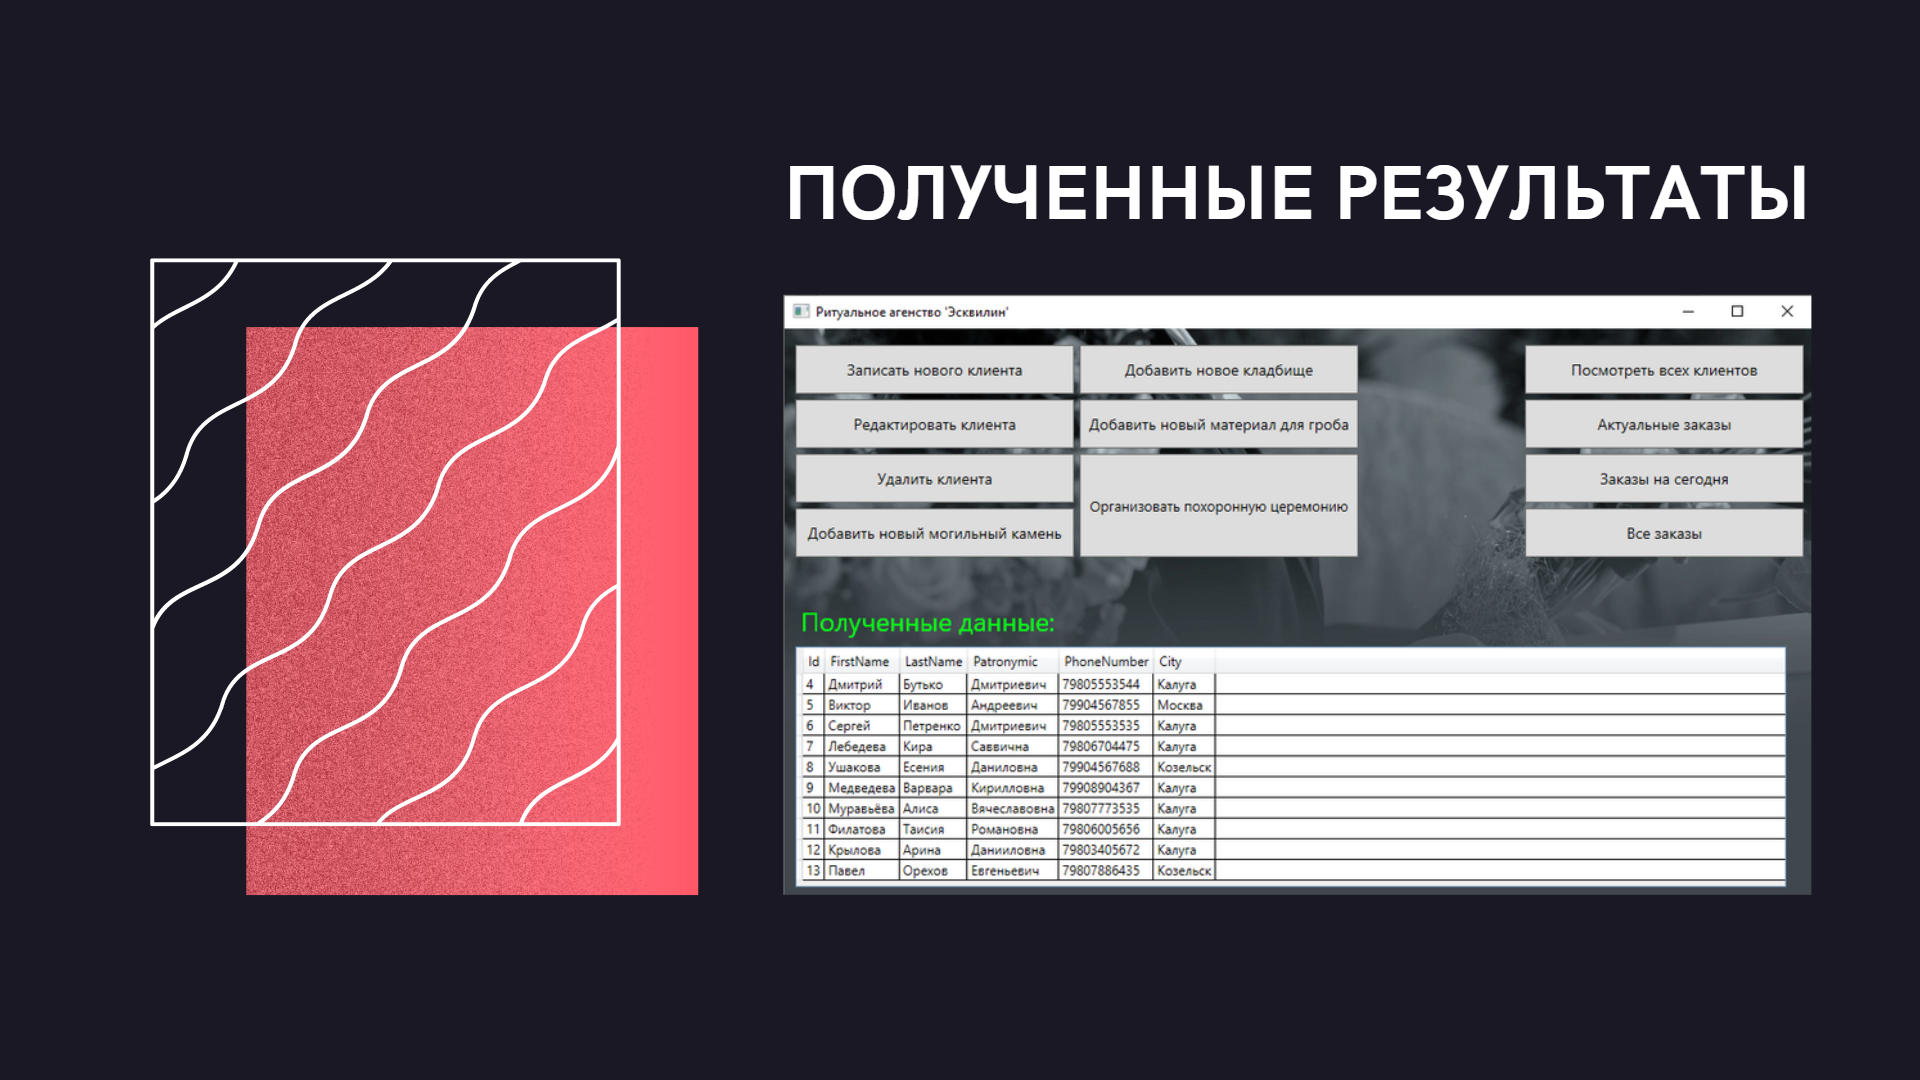 ПОЛУЧЕННЫЕ РЕЗУЛЬТАТЫ
Ритуальное агенство 'Эсквилин'
Записать нового клиента
Добавить новое кладбище
Посмотреть всех клиентов
Редактировать клиента
Добавить новый материал для гроба
Актуальные заказы
Удалить клиента
Организовать похоронную церемонию
Заказы на сегодня
Добавить новый могильный камень
Все заказы
Полученные данные:
Id FirstName LastName Patronymic PhoneNumber City
4 Дмитрий Бутько Дмитриевич 79805553544 Калуга
5 Виктор Иванов Андреевич 79904567855 Москва
6 Сергей Петренко Дмитриевич 79805553535 Калуга
7 Лебедева Кира Саввична 79806704475 Калуга
8 Ушакова Есения Даниловна 79904567688 Козельск
9 Медведева Варвара Кирилловна 79908904367 Калуга
10 Муравьёва Алиса Вячеславовна 79807773535 Калуга
11 Филатова Таисия Романовна 79806005656 Калуга
12 Крылова Арина Данииловна 79803405672 Калуга
13 Павел Орехов Евгеньевич 79807886435 Козельск